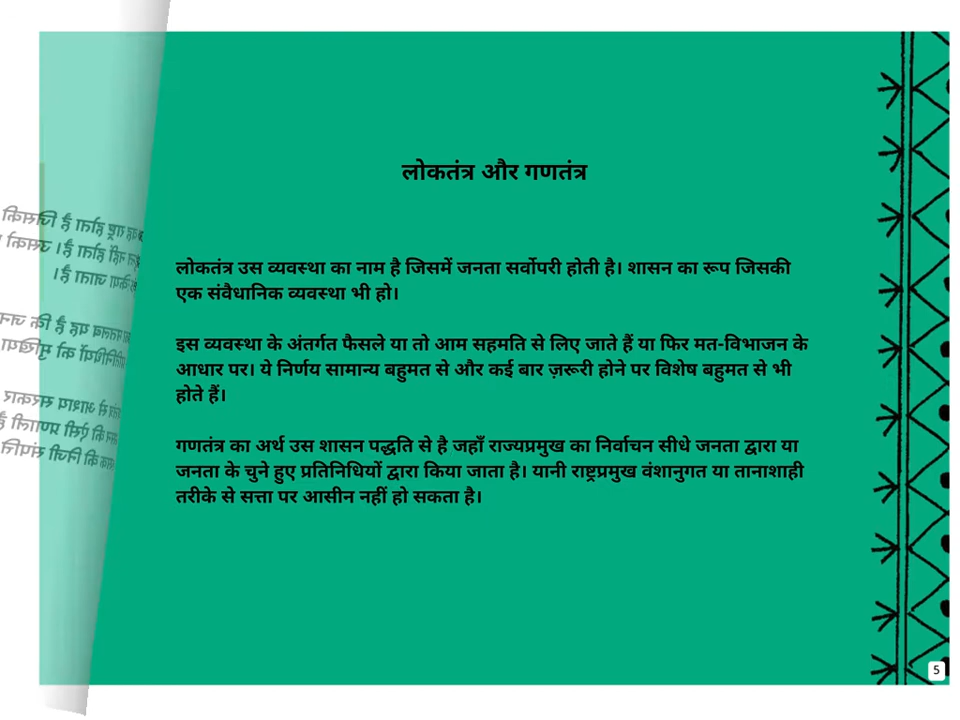 लोकतंत्र और गणतंत्र
लोकतंत्र उस व्यवस्था का नाम है जिसमें जनता सर्वोपरी होती है। शासन का रूप जिसकी
एक संवैधानिक व्यवस्था भी हो।
इस व्यवस्था के अंतर्गत फैसले या तो आम सहमति से लिए जाते हैं या फिर मत-विभाजन के
आधार पर। ये निर्णय सामान्य बहुमत से और कई बार ज़रूरी होने पर विशेष बहुमत से भी
होते हैं।
गणतंत्र का अर्थ उस शासन पद्धति से है जहाँ राज्यप्रमुख का निर्वाचन सीधे जनता द्वारा या
जनता के चुने हुए प्रतिनिधियों द्वारा किया जाता है। यानी राष्ट्रप्रमुख वंशानुगत या तानाशाही
तरीके से सत्ता पर आसीन नहीं हो सकता है।
5